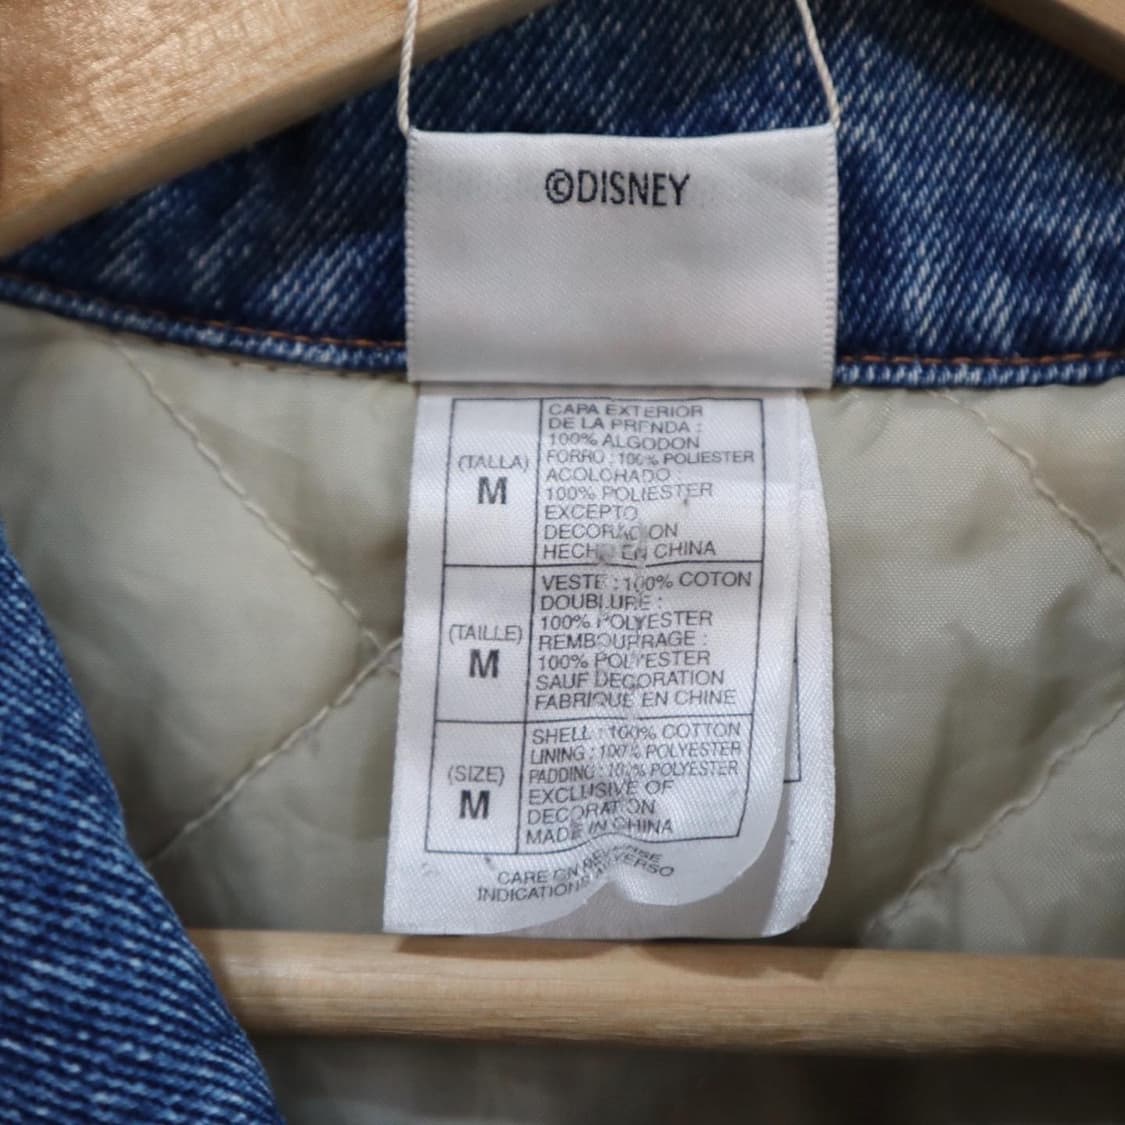 ©DISNEY
(TALLA)
M
CAPA EXTERIOR
DE LA PRENDA :
100% ALGODON
FORRO : 100% POLIESTER
ACOLCHADO
100% POLIESTER
EXCEPTO
DECORACION
HECHO EN CHINA
(TAILLE)
M
VESTE : 100% COTON
DOUBLURE :
100% POLYESTER
REMBOURRAGE :
100% POLYESTER
SAUF DECORATION
FABRIQUE EN CHINE
(SIZE)
M
SHELL : 100% COTTON
LINING : 100% POLYESTER
PADDING : 100% POLYESTER
EXCLUSIVE OF
DECORATION
MADE IN CHINA
CARE ON REVERSE
INDICATIONS REVERSO